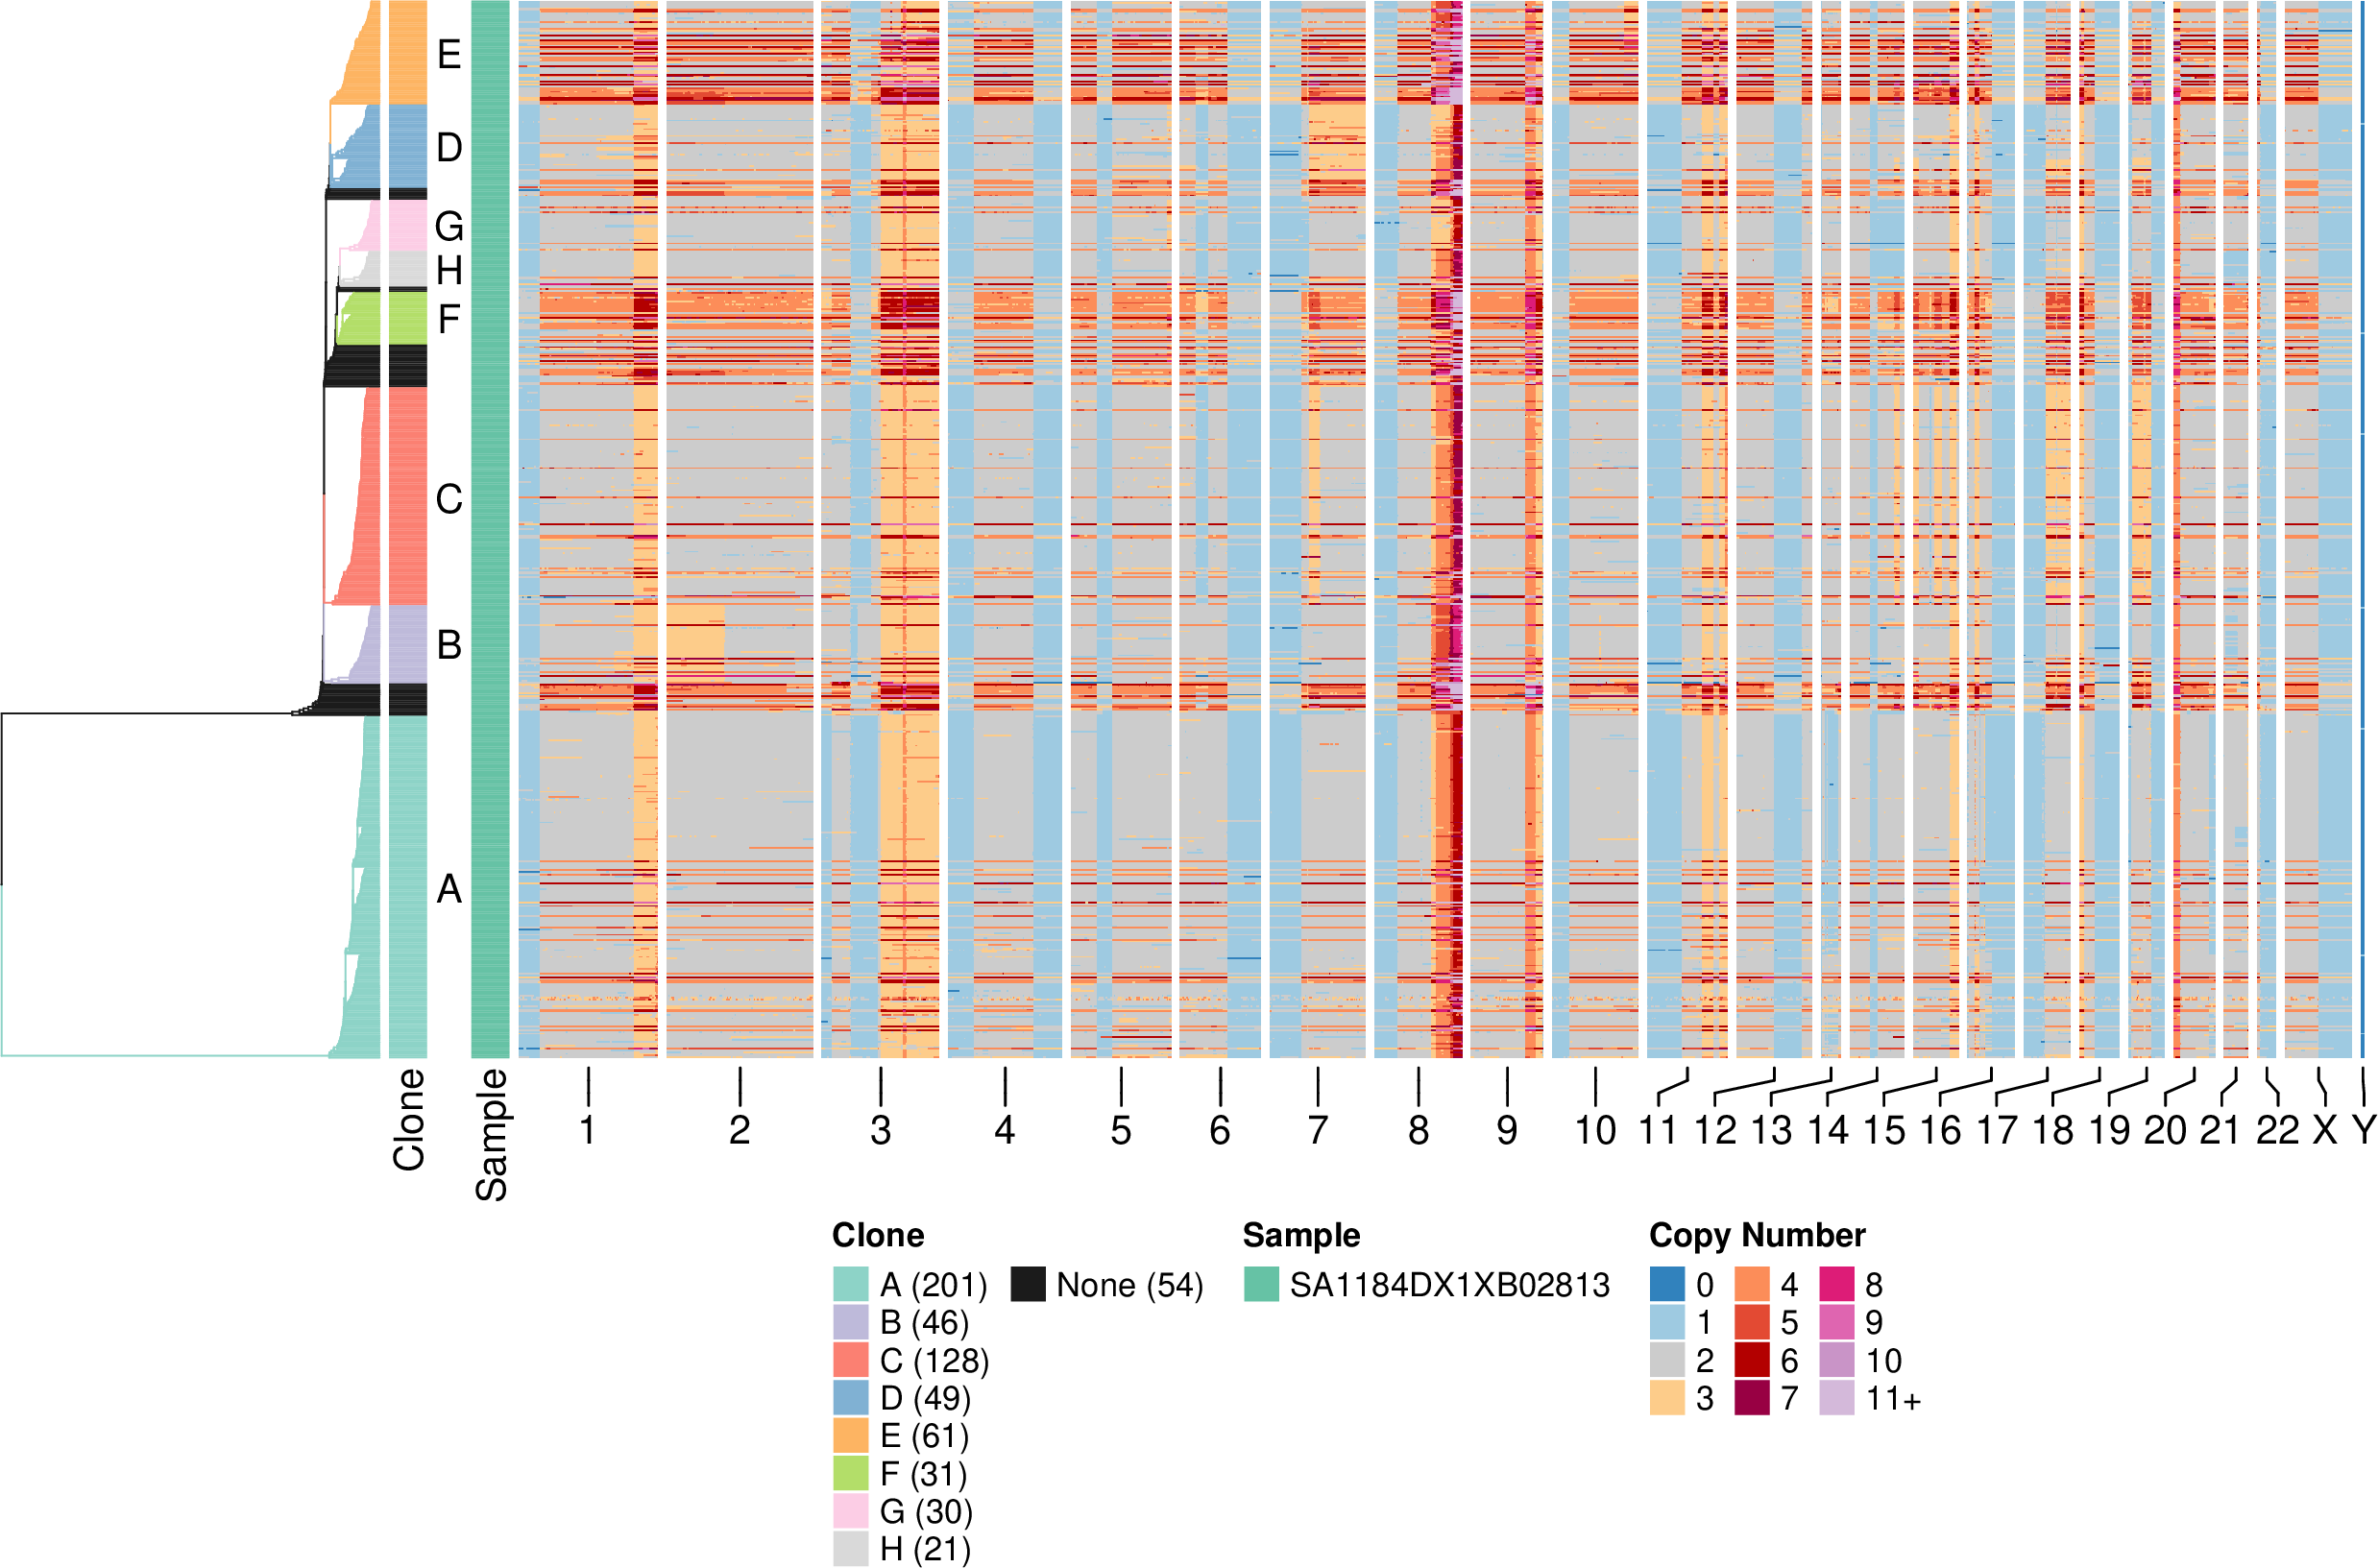 E
D
G
H
F
C
B
A
Clone
Sample
1 2 3 4 5 6 7 8 9 10 11 12 13 14 15 16 17 18 19 20 21 22 X Y
Clone Sample Copy Number
A (201) None (54) SA1184DX1XB02813 0 4 8
B (46) 1 5 9
C (128) 2 6 10
D (49) 3 7 11+
E (61)
F (31)
G (30)
H (21)